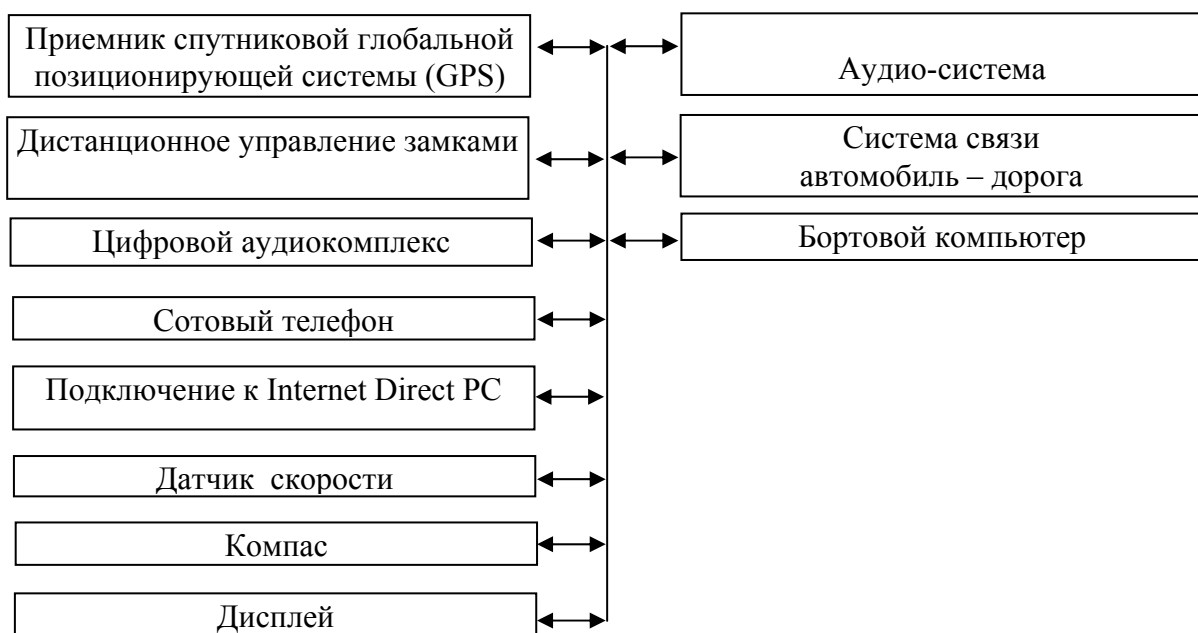 Приемник спутниковой глобальной
позиционирующей системы (GPS)
Дистанционное управление замками
Цифровой аудиокомплекс
Сотовый телефон
Подключение к Internet Direct PC
Датчик скорости
Компас
Дисплей
Аудио-система
Система связи
автомобиль – дорога
Бортовой компьютер